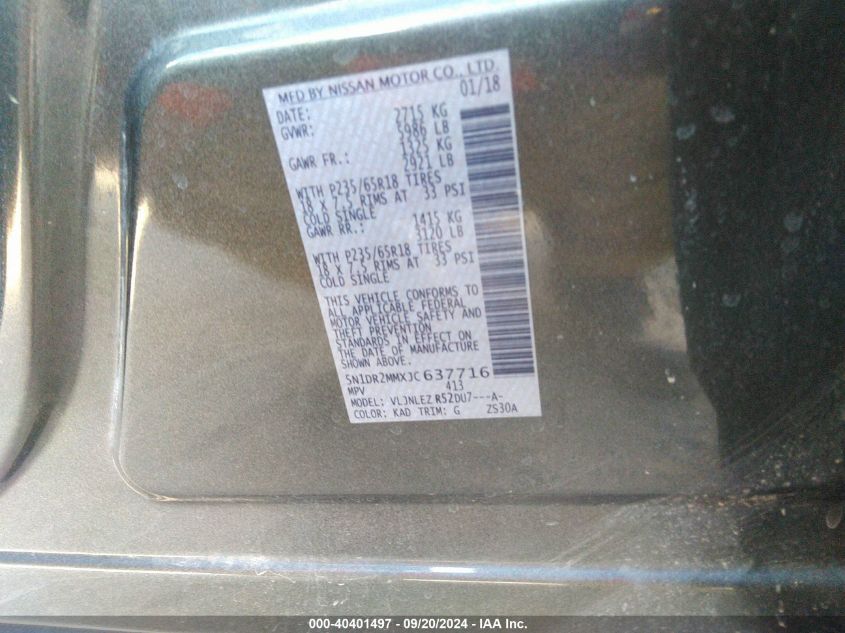 MFD BY NISSAN MOTOR CO., LTD.
DATE: 01/18
GVWR: 2715 KG
5986 LB
GAWR FR.: 1325 KG
2921 LB
WITH P235/65R18 TIRES
18 X 7.5 RIMS AT 33 PSI
COLD SINGLE
GAWR RR.: 1415 KG
3120 LB
WITH P235/65R18 TIRES
18 X 7.5 RIMS AT 33 PSI
COLD SINGLE
THIS VEHICLE CONFORMS TO
ALL APPLICABLE FEDERAL
MOTOR VEHICLE SAFETY AND
THEFT PREVENTION
STANDARDS IN EFFECT ON
THE DATE OF MANUFACTURE
SHOWN ABOVE.
5N1DR2MMXJC637716
MPV 413
MODEL: VLJNLEZ R52DU7---A-
COLOR: KAD TRIM: G ZS30A
000-40401497 - 09/20/2024 - IAA Inc.